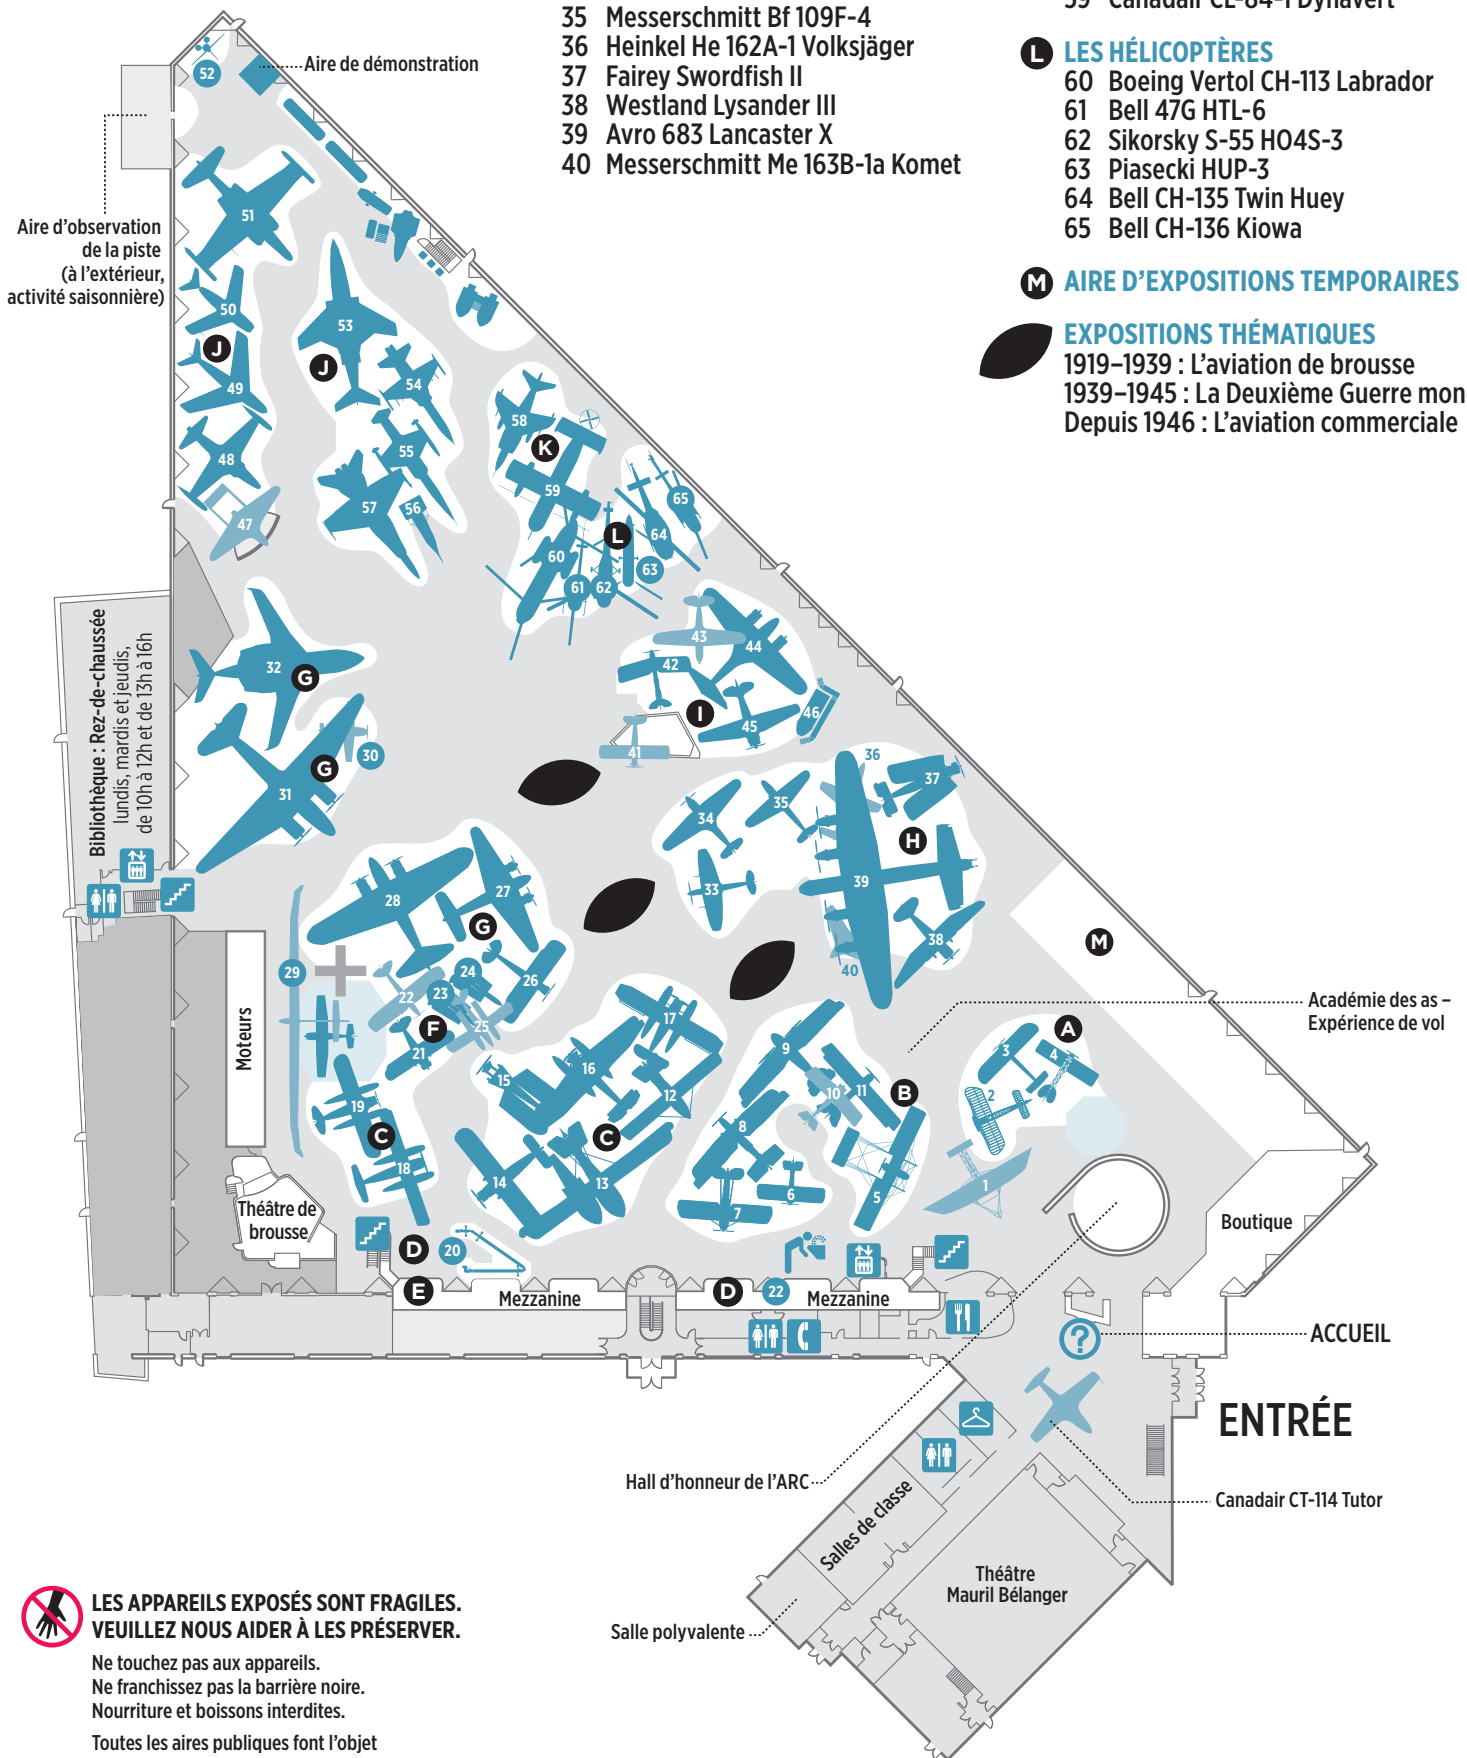 35 Messerschmitt Bf 109F-4
36 Heinkel He 162A-1 Volksjäger
37 Fairey Swordfish II
38 Westland Lysander III
39 Avro 683 Lancaster X
40 Messerschmitt Me 163B-1a Komet
59 Canadair CL-84-1 Dynavert
L LES HÉLICOPTÈRES
60 Boeing Vertol CH-113 Labrador
61 Bell 47G HTL-6
62 Sikorsky S-55 HO4S-3
63 Piasecki HUP-3
64 Bell CH-135 Twin Huey
65 Bell CH-136 Kiowa
M AIRE D'EXPOSITIONS TEMPORAIRES
EXPOSITIONS THÉMATIQUES
1919–1939 : L'aviation de brousse
1939–1945 : La Deuxième Guerre mon
Depuis 1946 : L'aviation commerciale
Aire de démonstration
52
Aire d'observation
de la piste
(à l'extérieur,
activité saisonnière)
51
50
J
49
48
47
53
J
54
55
57
56
58
K
59
L
65
64
60
63
61
62
43
44
42
I
45
46
41
Bibliothèque : Rez-de-chaussée
lundis, mardis et jeudis,
de 10h à 12h et de 13h à 16h
32
G
G
30
31
36
37
35
34
H
39
33
38
40
M
28
27
G
29
24
26
23
22
25
F
21
Moteurs
17
16
15
12
C
14
13
19
C
18
9
11
10
B
8
6
7
5
A
3
4
2
1
Académie des as –
Expérience de vol
Théâtre de
brousse
D
20
E
Mezzanine
D
22
Mezzanine
Boutique
?
ACCUEIL
ENTRÉE
Hall d'honneur de l'ARC
Canadair CT-114 Tutor
Salles de classe
Théâtre
Mauril Bélanger
Salle polyvalente
LES APPAREILS EXPOSÉS SONT FRAGILES.
VEUILLEZ NOUS AIDER À LES PRÉSERVER.
Ne touchez pas aux appareils.
Ne franchissez pas la barrière noire.
Nourriture et boissons interdites.
Toutes les aires publiques font l'objet